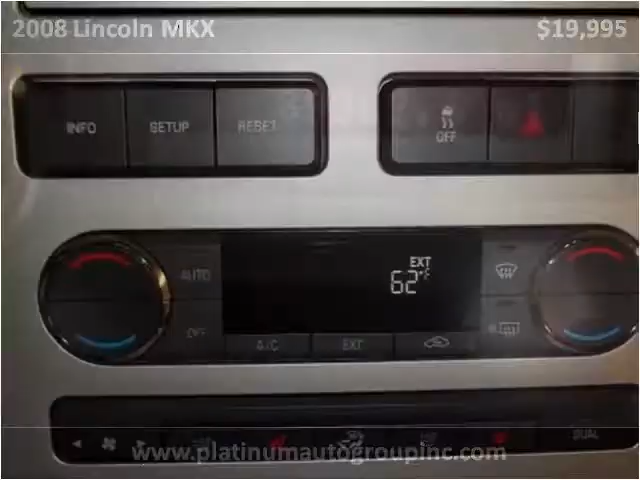 2008 Lincoln MKX
$19,995
INFO SETUP RESET
OFF
EXT
AUTO
62°F
OFF
A/C EXT
R
DUAL
www.platinumautogroupinc.com